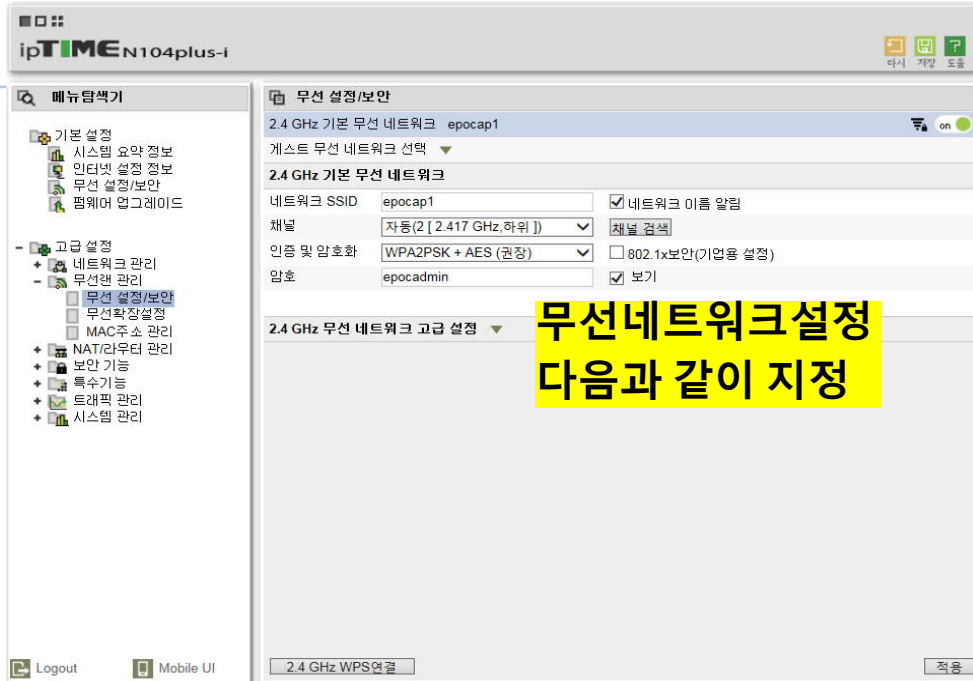 ipTIME N104plus-i
다시 저장 도움
메뉴탐색기
기본 설정
시스템 요약 정보
인터넷 설정 정보
무선 설정/보안
펌웨어 업그레이드
고급 설정
네트워크 관리
무선랜 관리
무선 설정/보안
무선확장설정
MAC주소 관리
NAT/라우터 관리
보안 기능
특수기능
트래픽 관리
시스템 관리
Logout
Mobile UI
무선 설정/보안
2.4 GHz 기본 무선 네트워크 epocap1
on
게스트 무선 네트워크 선택 ▼
2.4 GHz 기본 무선 네트워크
네트워크 SSID epocap1 네트워크 이름 알림
채널 자동(2 [ 2.417 GHz,하위 ]) 채널 검색
인증 및 암호화 WPA2PSK + AES (권장) 802.1x보안(기업용 설정)
암호 epocadmin 보기
2.4 GHz 무선 네트워크 고급 설정 ▼
무선네트워크설정
다음과 같이 지정
2.4 GHz WPS연결
적용